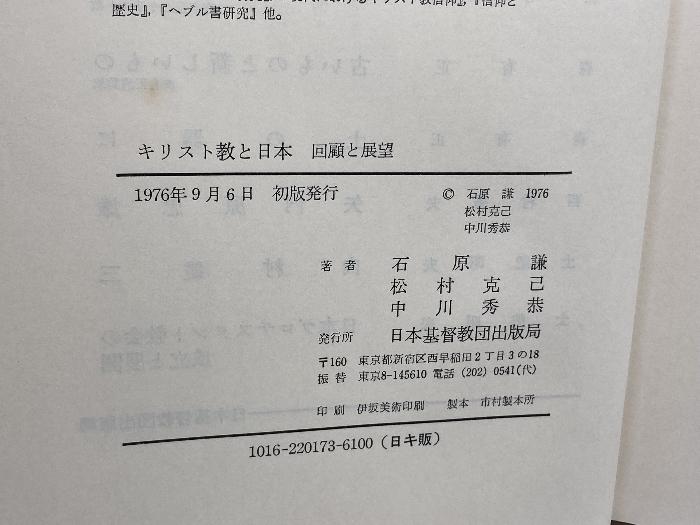 歴史』，『ヘブル書研究』他。
キリスト教と日本　回顧と展望
1976年9月6日　初版発行
© 石原　謙 1976
松村克己
中川秀恭
著者　石原　謙
松村克己
中川秀恭
発行所　日本基督教団出版局
〒160　東京都新宿区西早稲田2丁目3の18
振替　東京8-145610 電話 (202) 0541(代)
印刷　伊坂美術印刷　製本　市村製本所
1016-220173-6100 (日キ販)